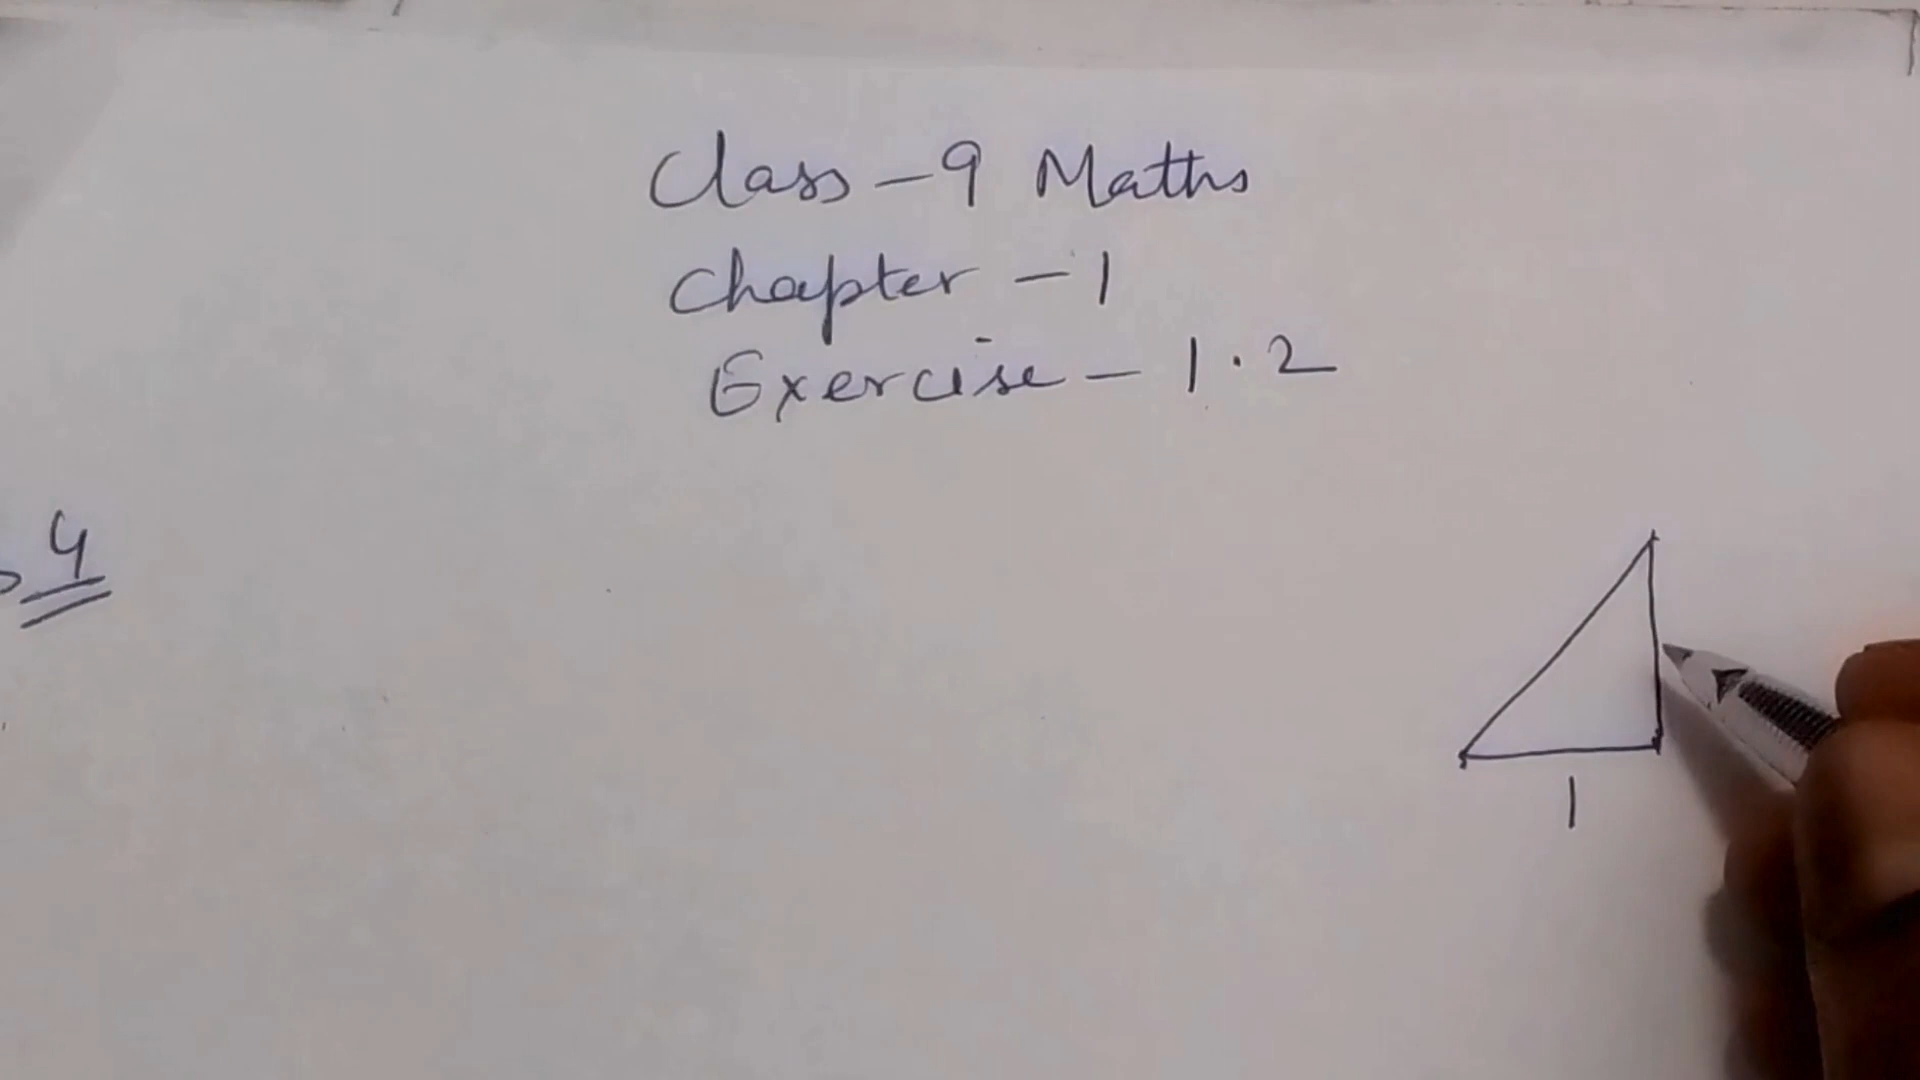 Class - 9 Maths
Chapter - 1
Exercise - 1.2
4
1